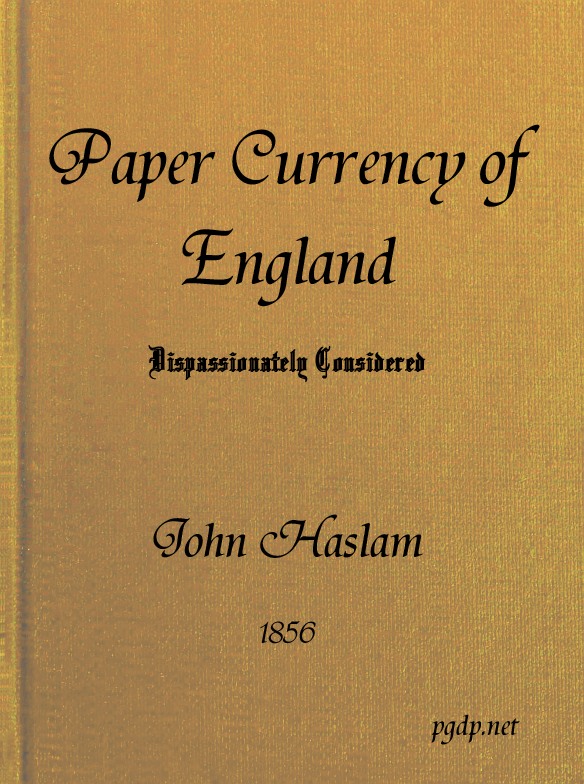 Paper Currency of
England
Dispassionately Considered
John Haslam
1856
pgdp.net